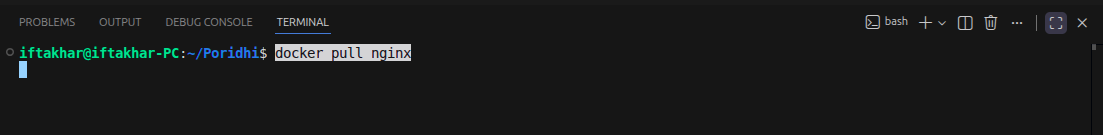 PROBLEMS OUTPUT DEBUG CONSOLE TERMINAL bash
iftakhar@iftakhar-PC:~/Poridhi$ docker pull nginx